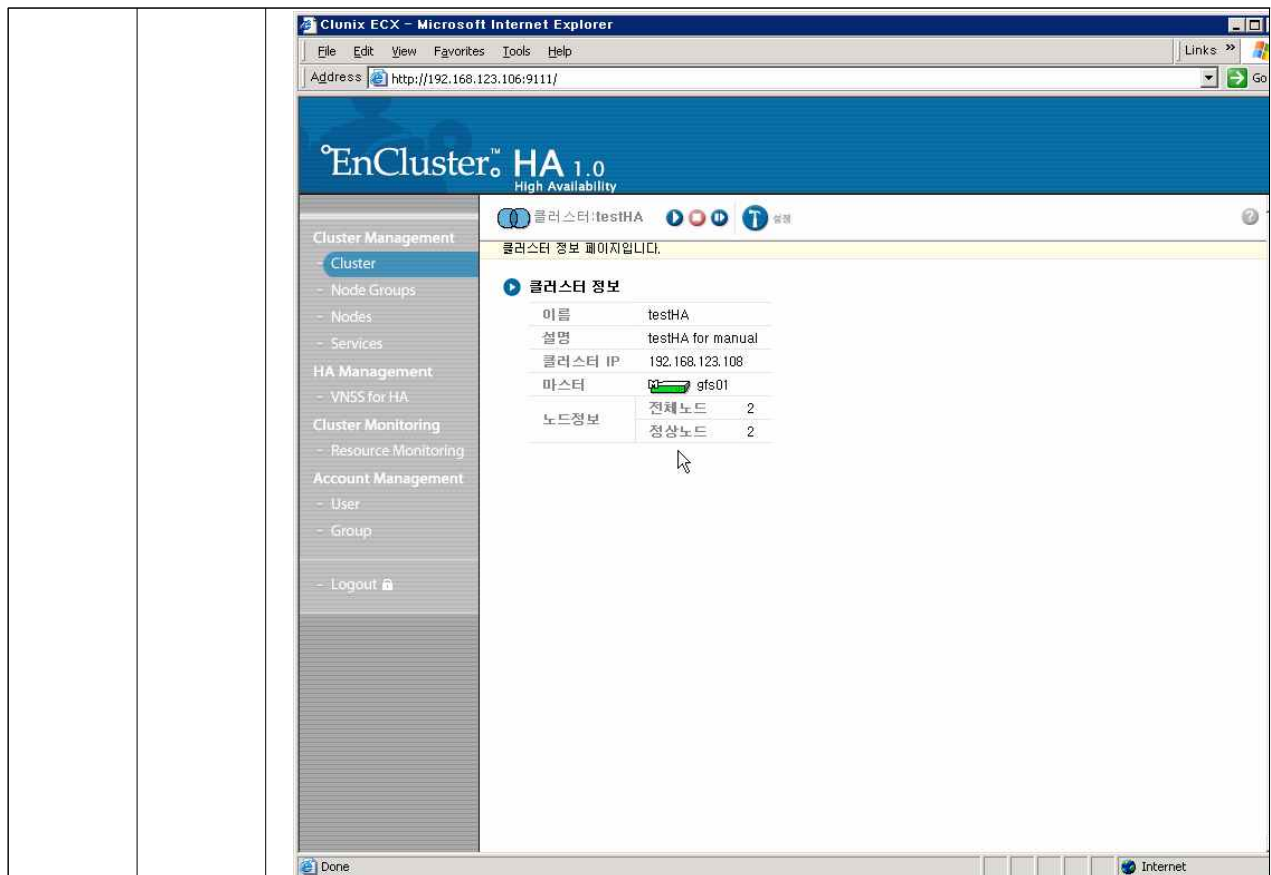 Clunix ECX - Microsoft Internet Explorer
File Edit View Favorites Tools Help
Links »
Address http://192.168.123.106:9111/
Go
°EnCluster™ HA 1.0
High Availability
클러스터:testHA
설정
클러스터 정보 페이지입니다.
Cluster Management
- Cluster
- Node Groups
- Nodes
- Services
HA Management
- VNSS for HA
Cluster Monitoring
- Resource Monitoring
Account Management
- User
- Group
- Logout
클러스터 정보
이름 testHA
설명 testHA for manual
클러스터 IP 192.168.123.108
마스터 M gfs01
노드정보 전체노드 2
정상노드 2
Done
Internet